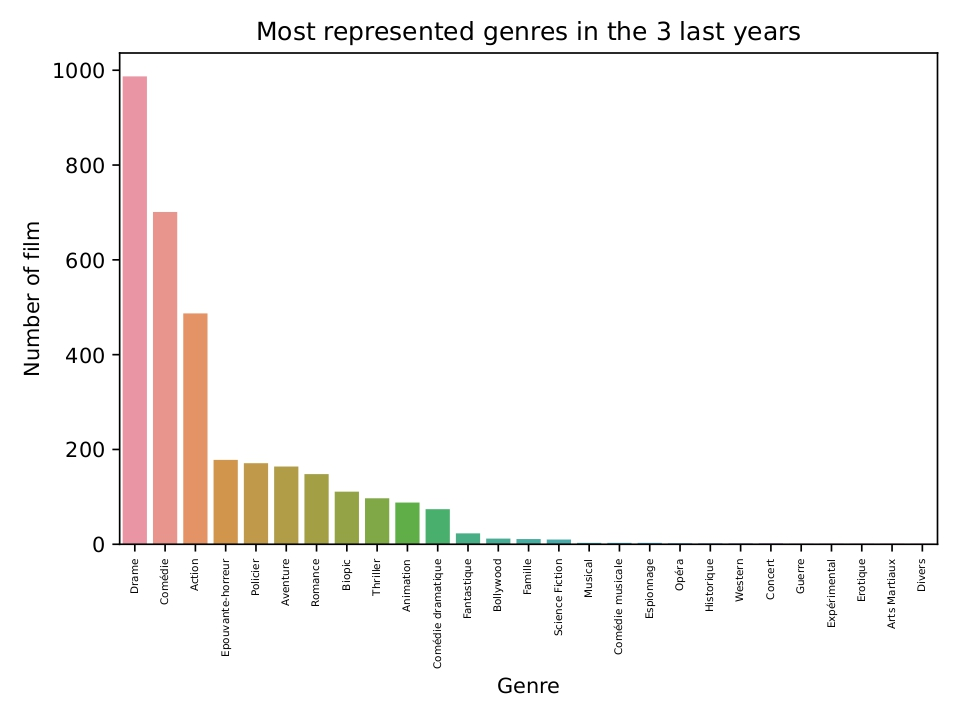 Most represented genres in the 3 last years
Number of film
1000
800
600
400
200
0
Drame
Comédie
Action
Epouvante-horreur
Policier
Aventure
Romance
Biopic
Thriller
Animation
Comédie dramatique
Fantastique
Bollywood
Famille
Science Fiction
Musical
Comédie musicale
Espionnage
Opéra
Historique
Western
Concert
Guerre
Expérimental
Erotique
Arts Martiaux
Divers
Genre